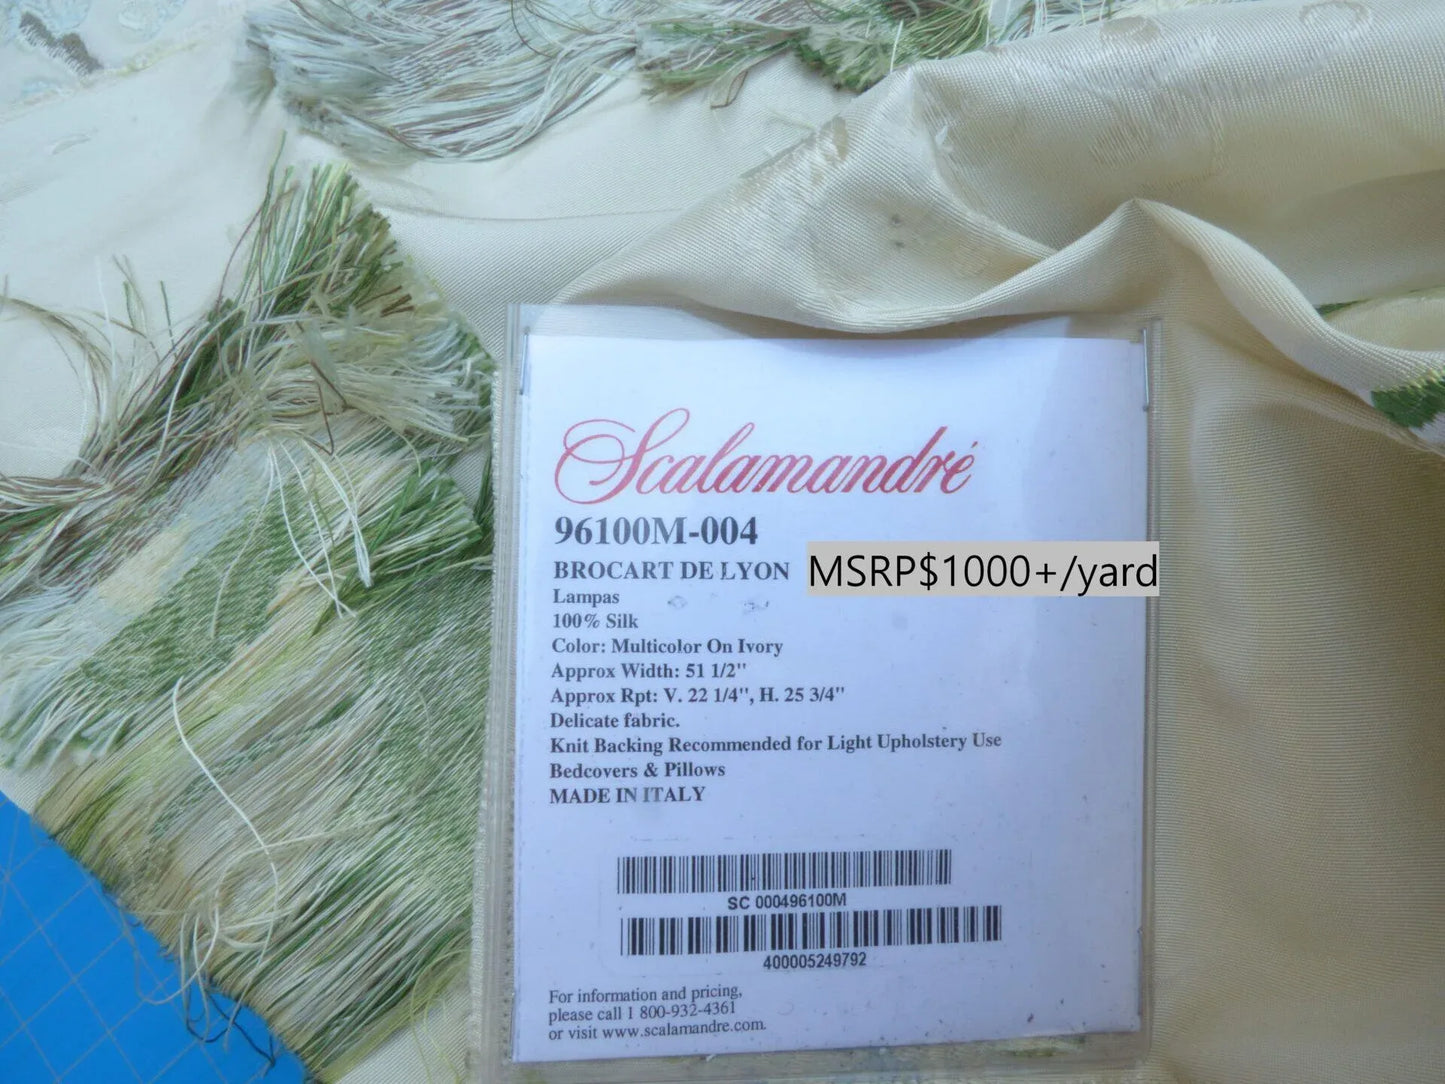 Scalamandré
96100M-004
BROCART DE LYON MSRP$1000+/yard
Lampas
100% Silk
Color: Multicolor On Ivory
Approx Width: 51 1/2"
Approx Rpt: V. 22 1/4", H. 25 3/4"
Delicate fabric.
Knit Backing Recommended for Light Upholstery Use
Bedcovers & Pillows
MADE IN ITALY
SC 000496100M
400005249792
For information and pricing,
please call 1 800-932-4361
or visit www.scalamandre.com.